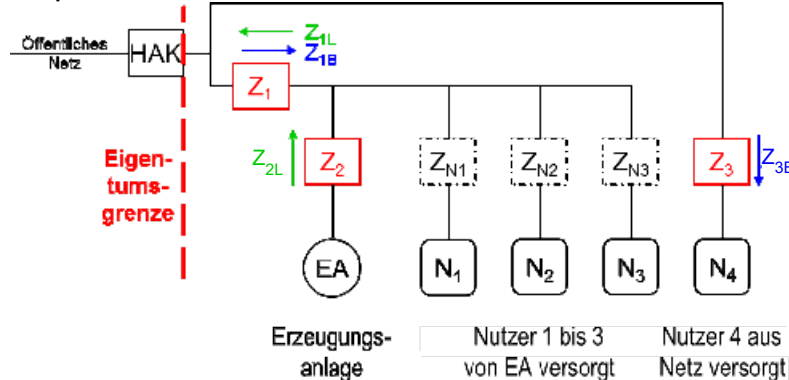 Öffentliches
Netz
HAK
Z1L
Z1B
Z1
Eigen-
tums-
grenze
Z2L
Z2
ZN1
ZN2
ZN3
Z3
Z3B
EA
N1
N2
N3
N4
Erzeugungs-
anlage
Nutzer 1 bis 3
von EA versorgt
Nutzer 4 aus
Netz versorgt